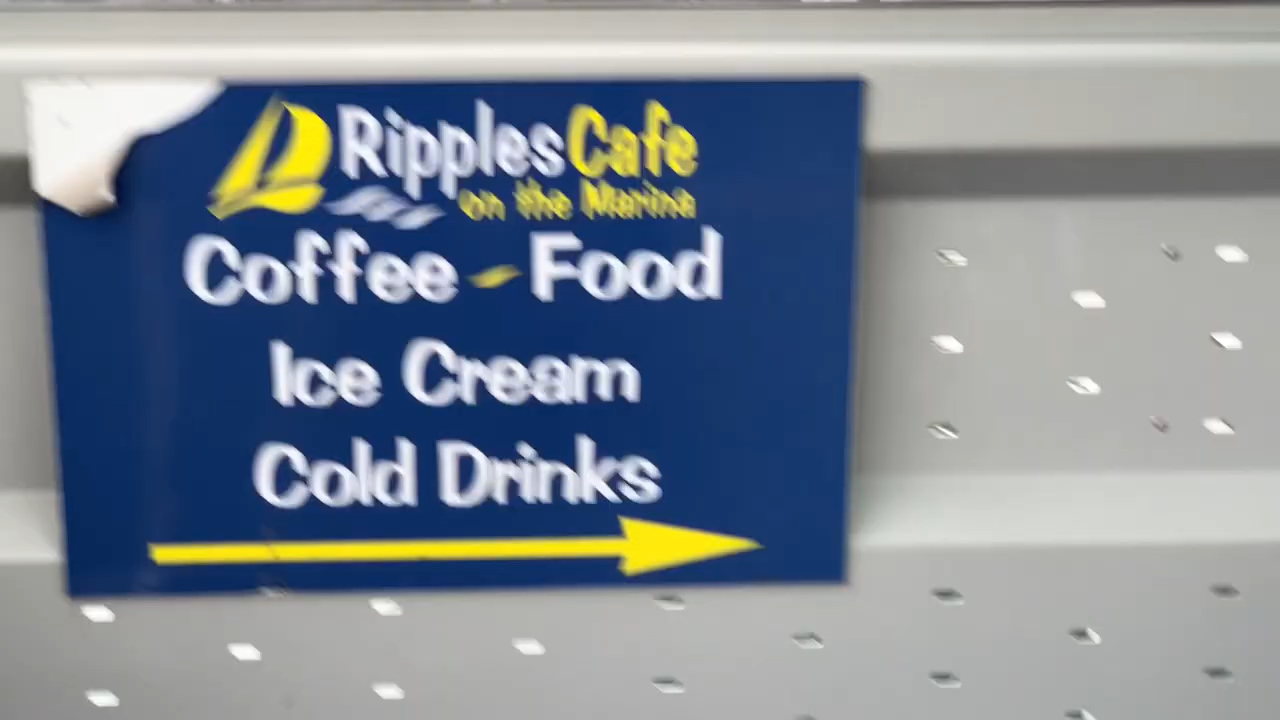 Ripples Cafe
on the Marina
Coffee - Food
Ice Cream
Cold Drinks